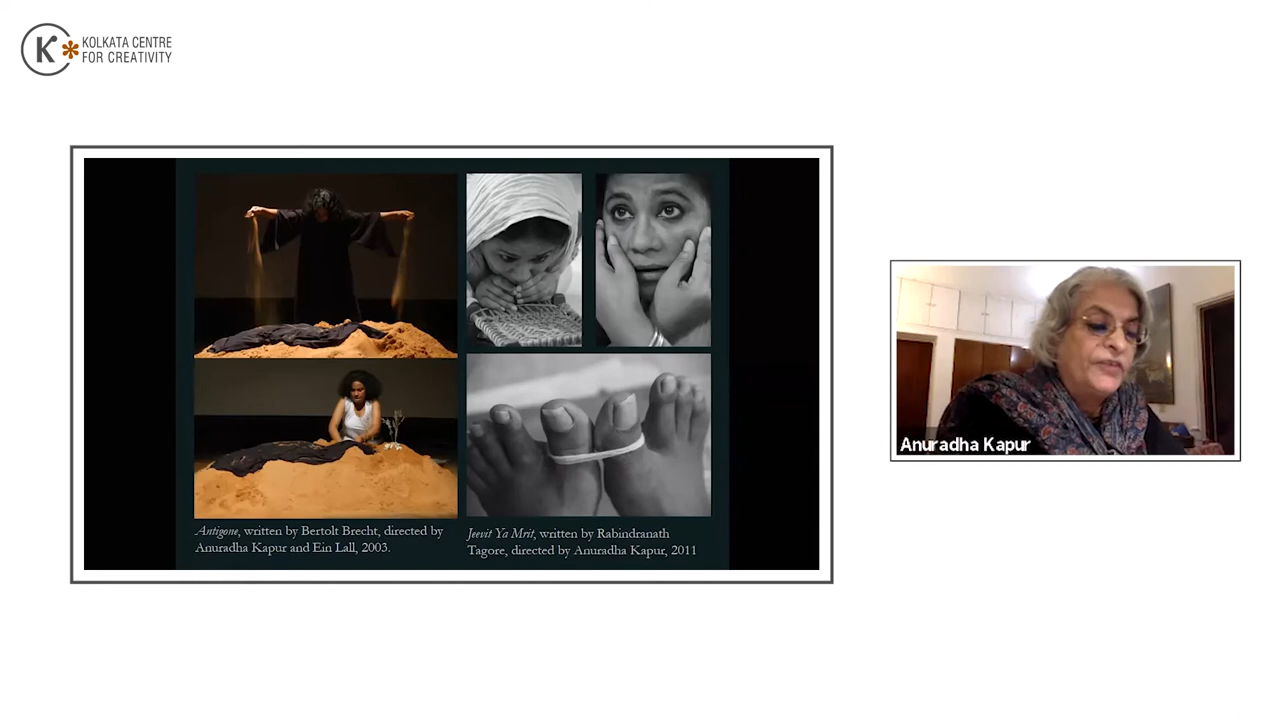 KOLKATA CENTRE
FOR CREATIVITY
K
Antigone, written by Bertolt Brecht, directed by
Anuradha Kapur and Ein Lall, 2003.
Jeevit Ya Mrit, written by Rabindranath
Tagore, directed by Anuradha Kapur, 2011
Anuradha Kapur